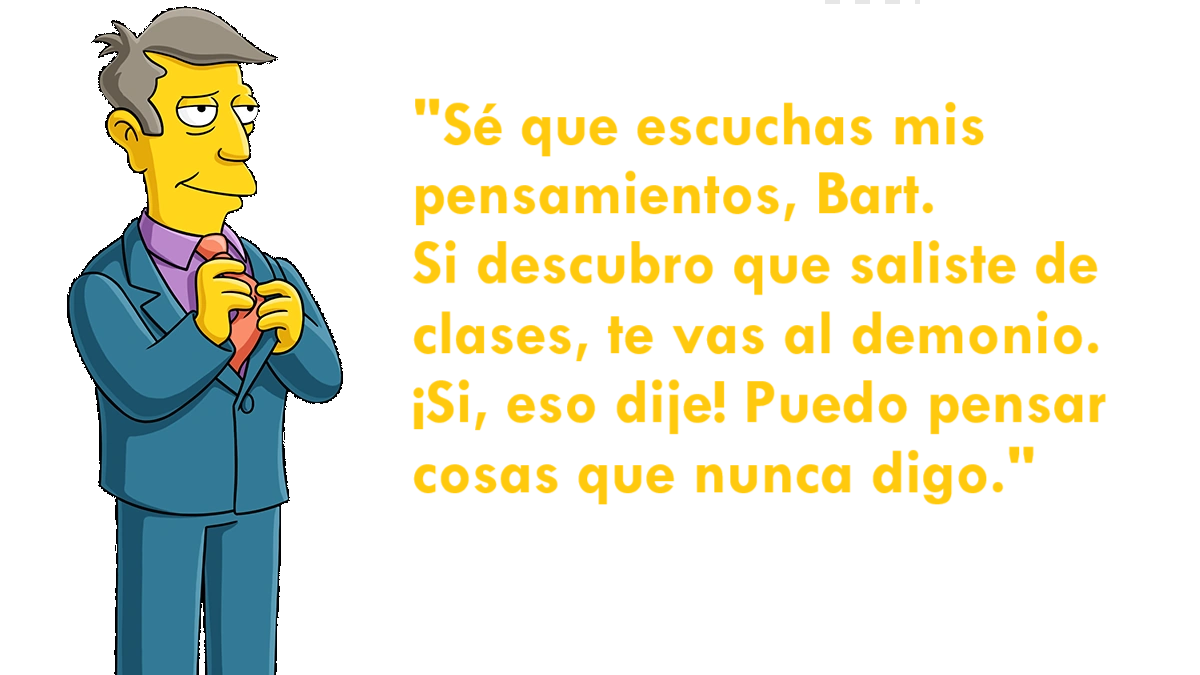 "Sé que escuchas mis
pensamientos, Bart.
Si descubro que saliste de
clases, te vas al demonio.
¡Si, eso dije! Puedo pensar
cosas que nunca digo."